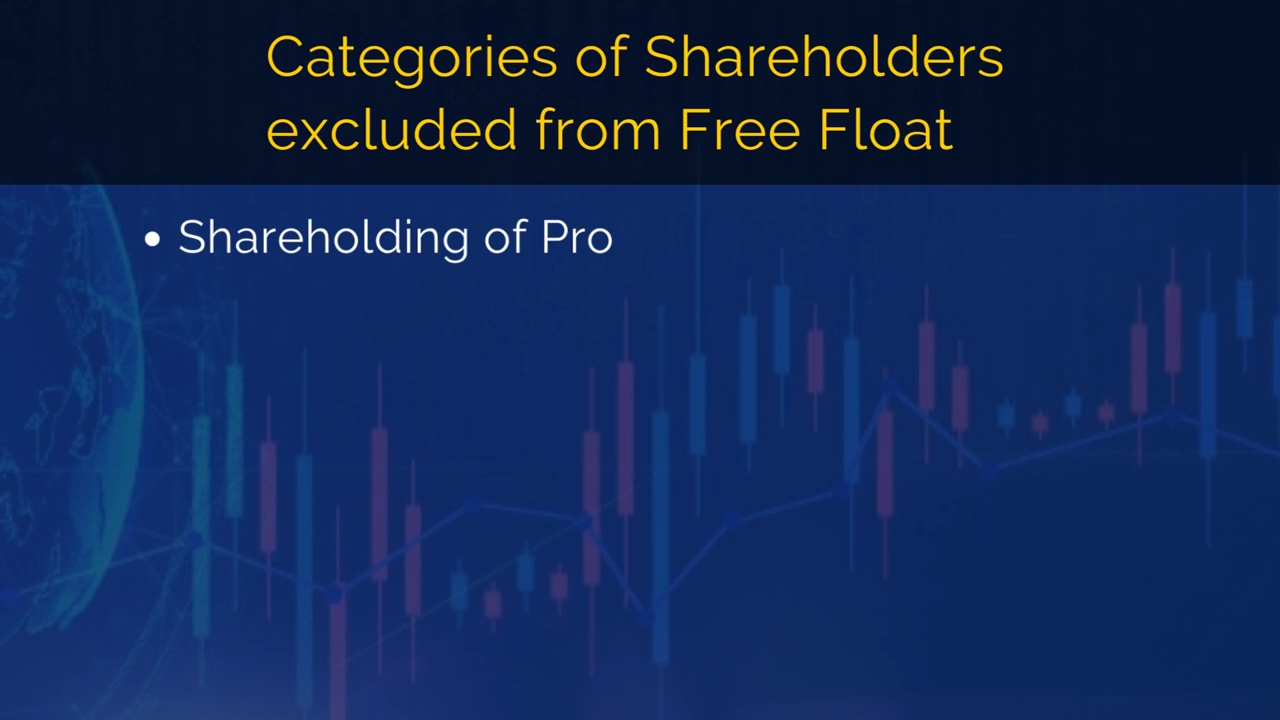 Categories of Shareholders
excluded from Free Float
• Shareholding of Pro